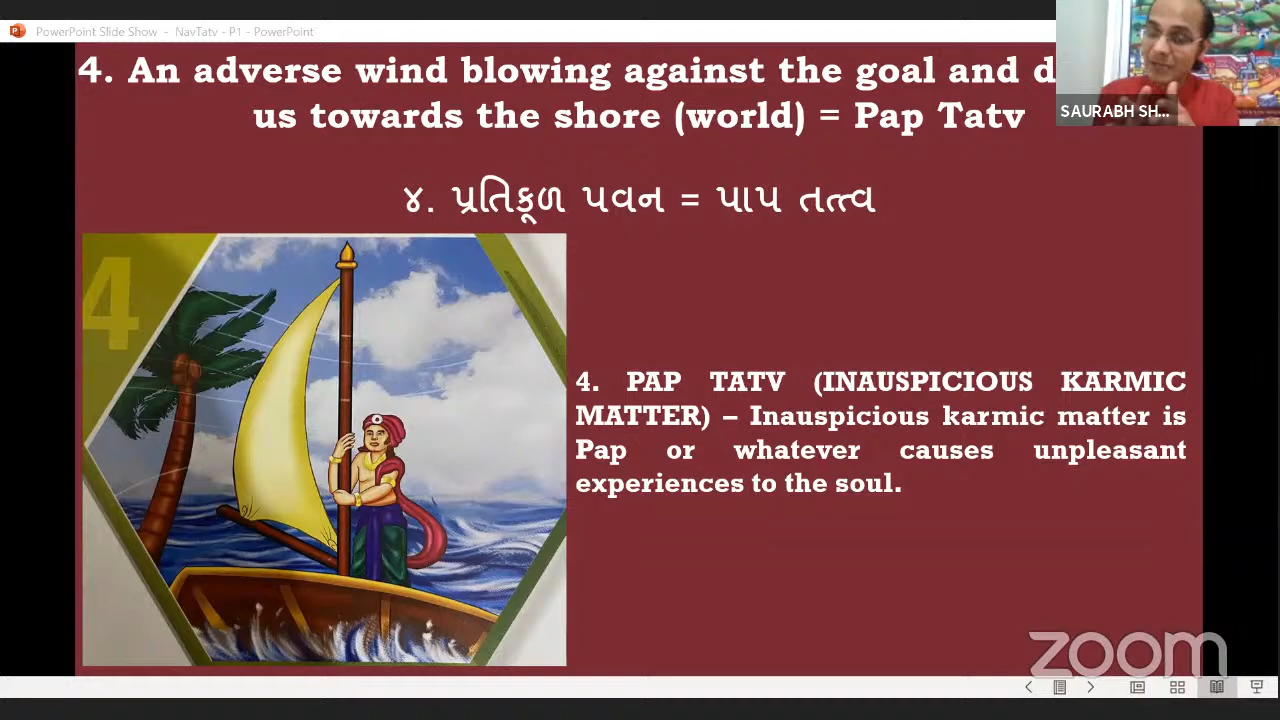 PowerPoint Slide Show - NavTatv - P1 - PowerPoint
4. An adverse wind blowing against the goal and
us towards the shore (world) = Pap Tatv
SAURABH SH...
૪. પ્રતિકૂળ પવન = પાપ તત્ત્વ
4
4. PAP TATV (INAUSPICIOUS KARMIC
MATTER) – Inauspicious karmic matter is
Pap or whatever causes unpleasant
experiences to the soul.
zoom